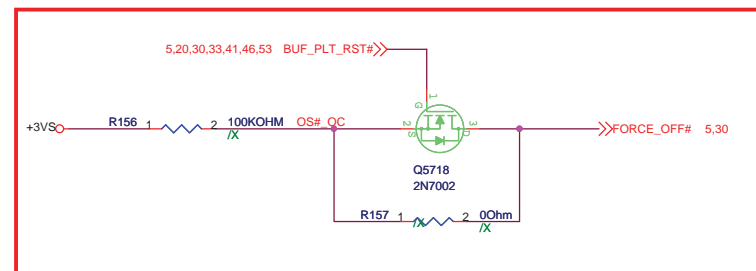 5,20,30,33,41,46,53 BUF_PLT_RST#
1
G
+3VS R156 1 2 100KOHM OS#_OC 2 S 3 D FORCE_OFF# 5,30
/X
Q5718
2N7002
R157 1 2 0Ohm
/X /X